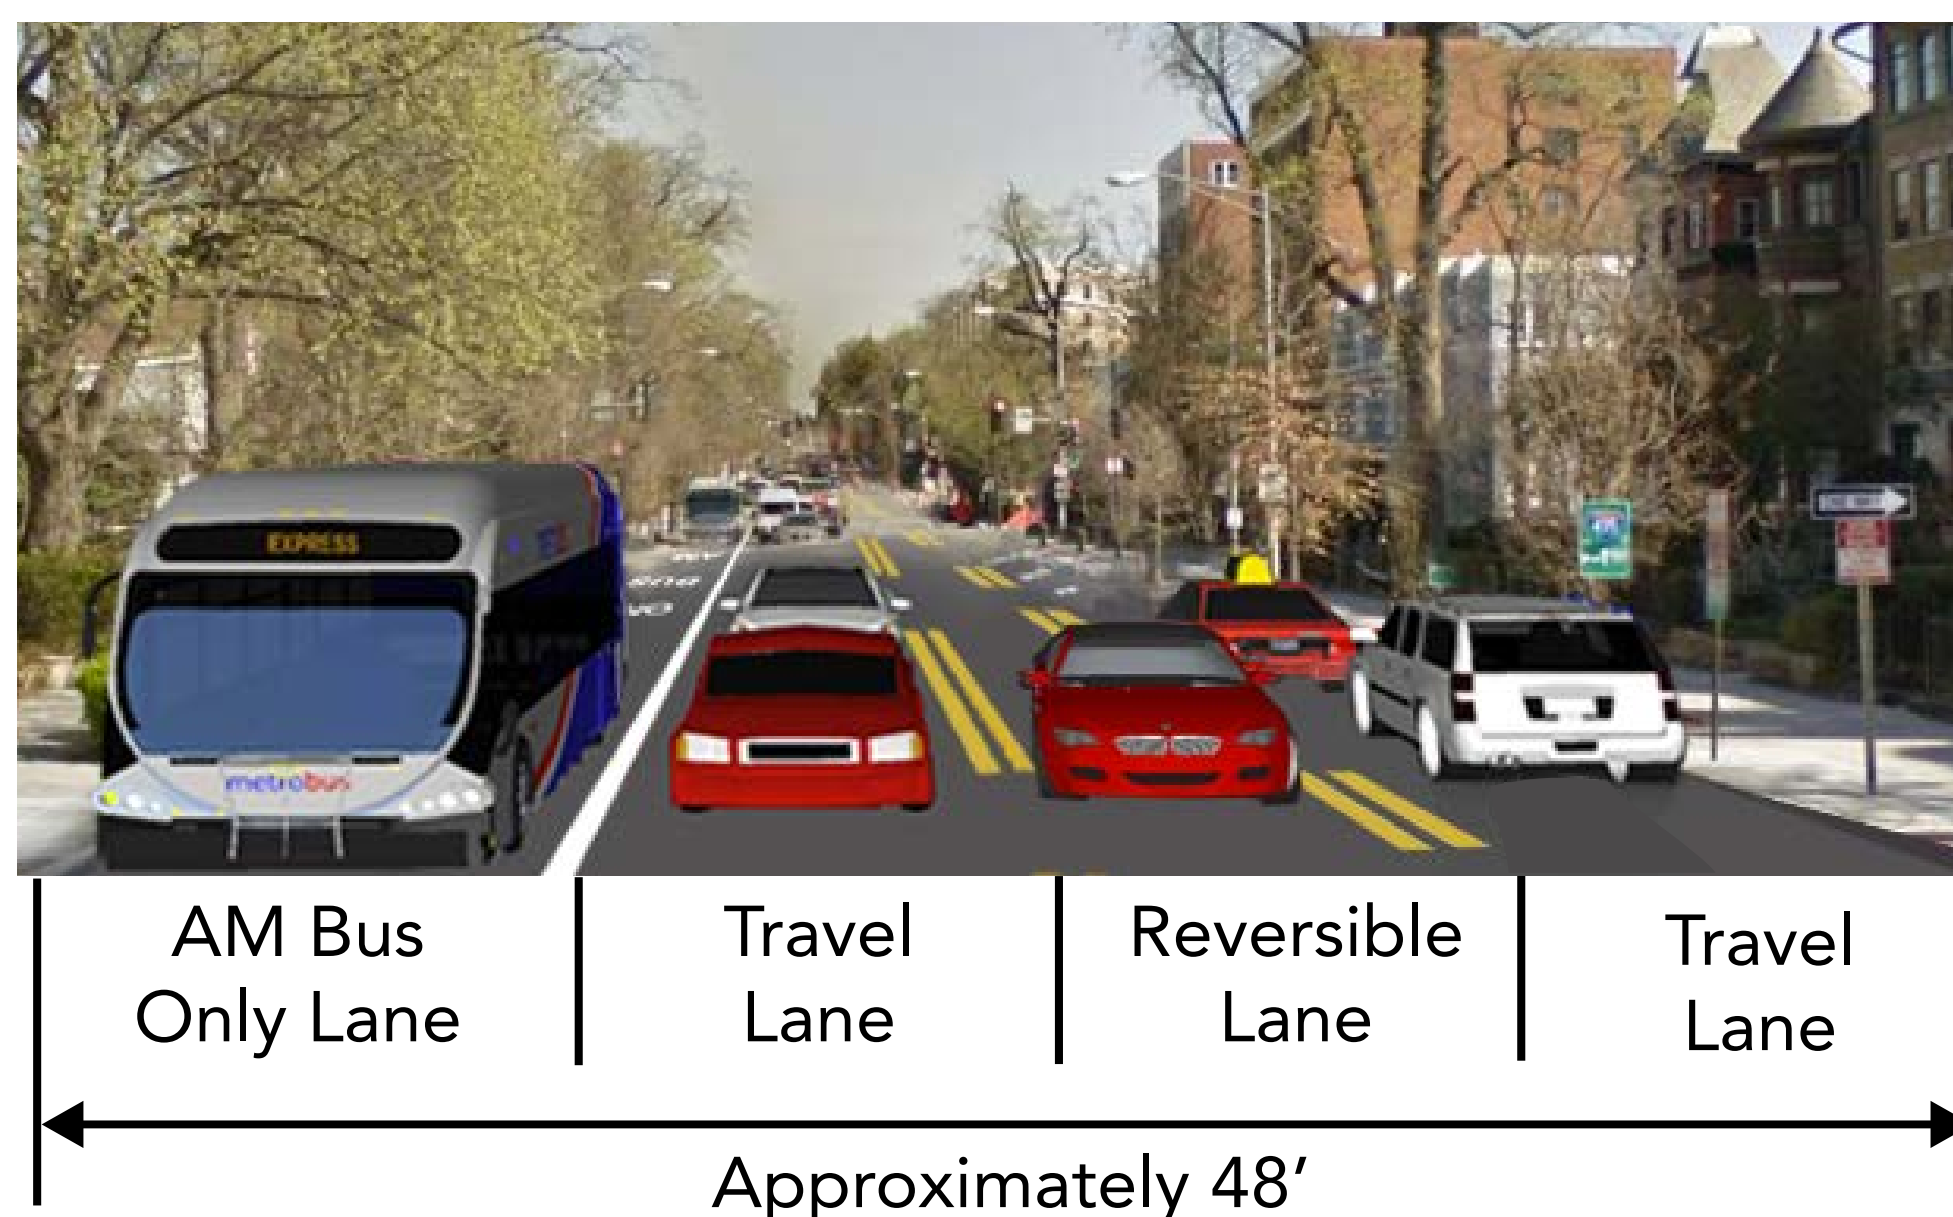 EXPRESS
metrobus
AM Bus
Only Lane
Travel
Lane
Reversible
Lane
Travel
Lane
Approximately 48′